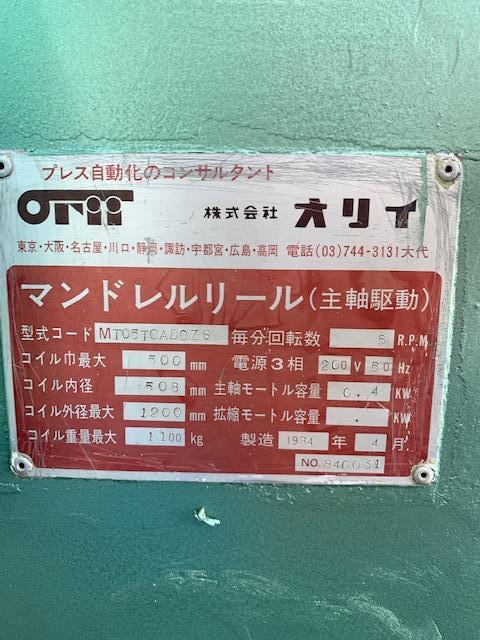 プレス自動化のコンサルタント
orii 株式会社 オリイ
東京・大阪・名古屋・川口・静岡・諏訪・宇都宮・広島・高岡 電話(03)744-3131大代
マンドレルリール(主軸駆動)
型式コード MT05TCADCZS 毎分回転数 5 R.P.M
コイル巾最大 500 mm 電源3相 200 V 60 Hz
コイル内径 508 mm 主軸モートル容量 0.4 KW
コイル外径最大 1200 mm 拡縮モートル容量 . KW
コイル重量最大 1100 kg 製造 1984 年 4 月
NO. 840031